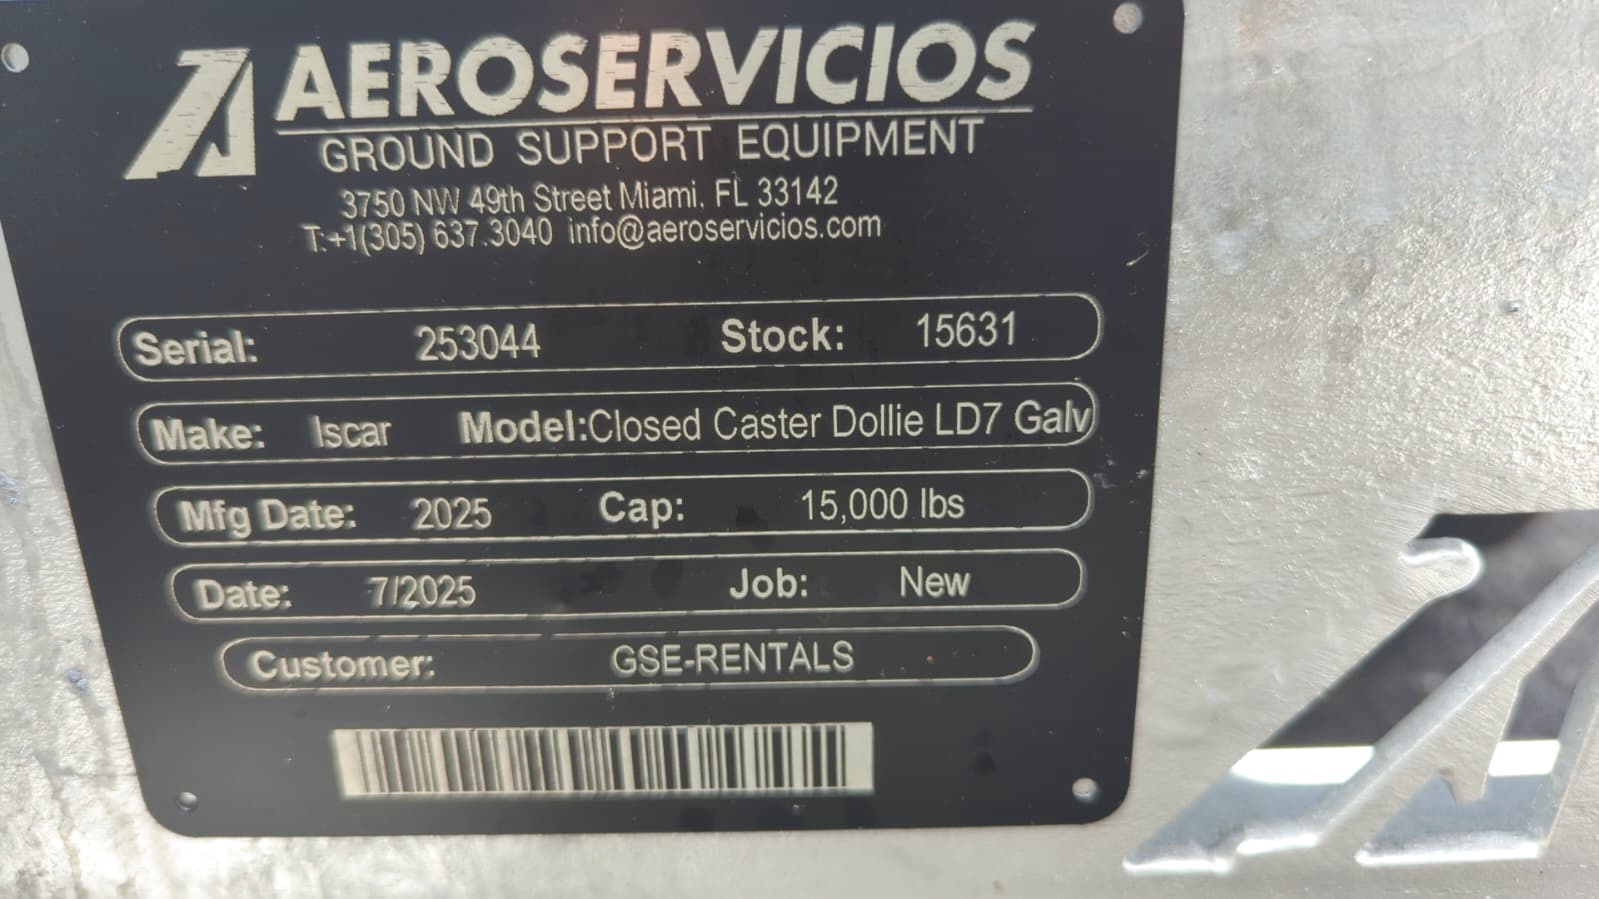 AEROSERVICIOS
GROUND SUPPORT EQUIPMENT
3750 NW 49th Street Miami, FL 33142
T:+1(305) 637.3040 info@aeroservicios.com
Serial: 253044 Stock: 15631
Make: Iscar Model:Closed Caster Dollie LD7 Galv
Mfg Date: 2025 Cap: 15,000 lbs
Date: 7/2025 Job: New
Customer: GSE-RENTALS